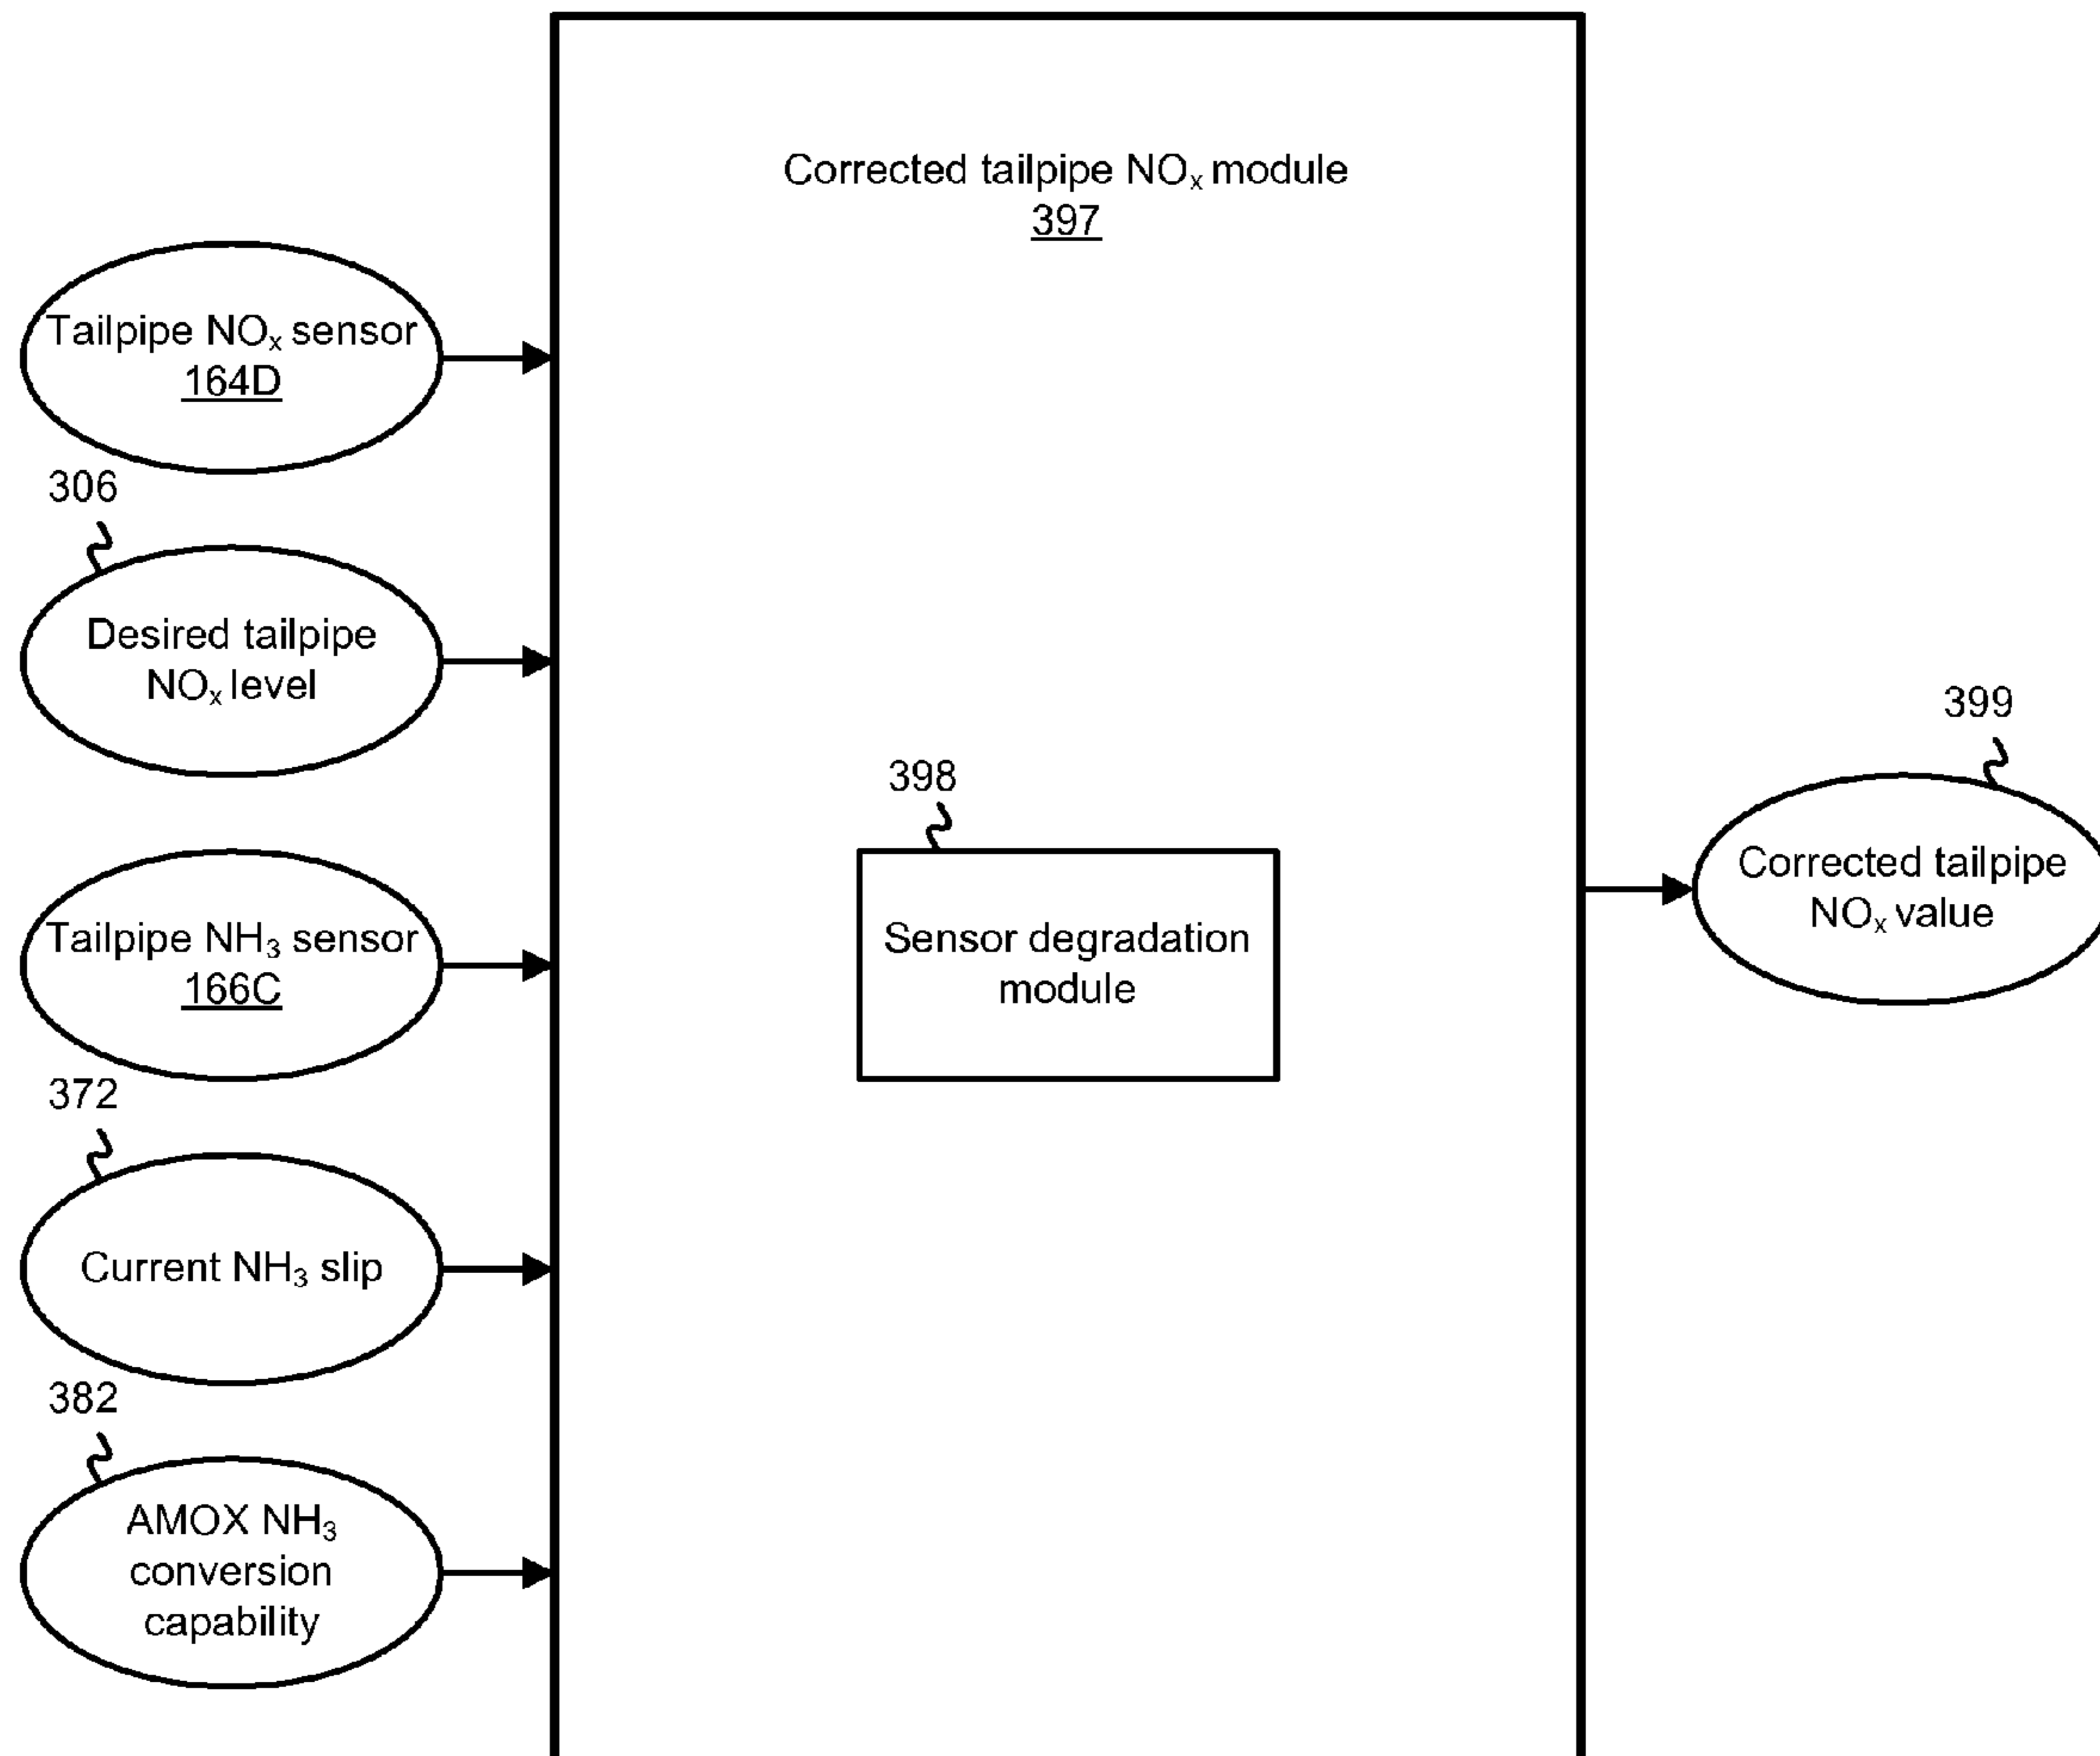 Corrected tailpipe NOₓ module
397
Tailpipe NOₓ sensor
164D
306
Desired tailpipe
NOₓ level
Tailpipe NH₃ sensor
166C
372
Current NH₃ slip
382
AMOX NH₃
conversion
capability
398
Sensor degradation
module
399
Corrected tailpipe
NOₓ value